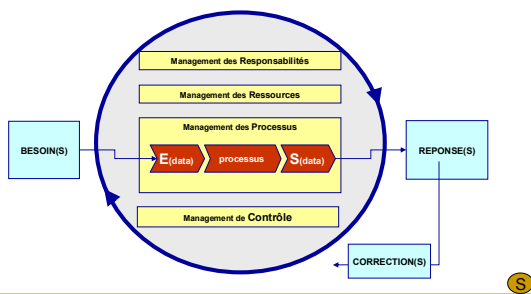 Management des Responsabilités
Management des Ressources
Management des Processus
BESOIN(S)
E(data) processus S(data)
REPONSE(S)
Management de Contrôle
CORRECTION(S)
S